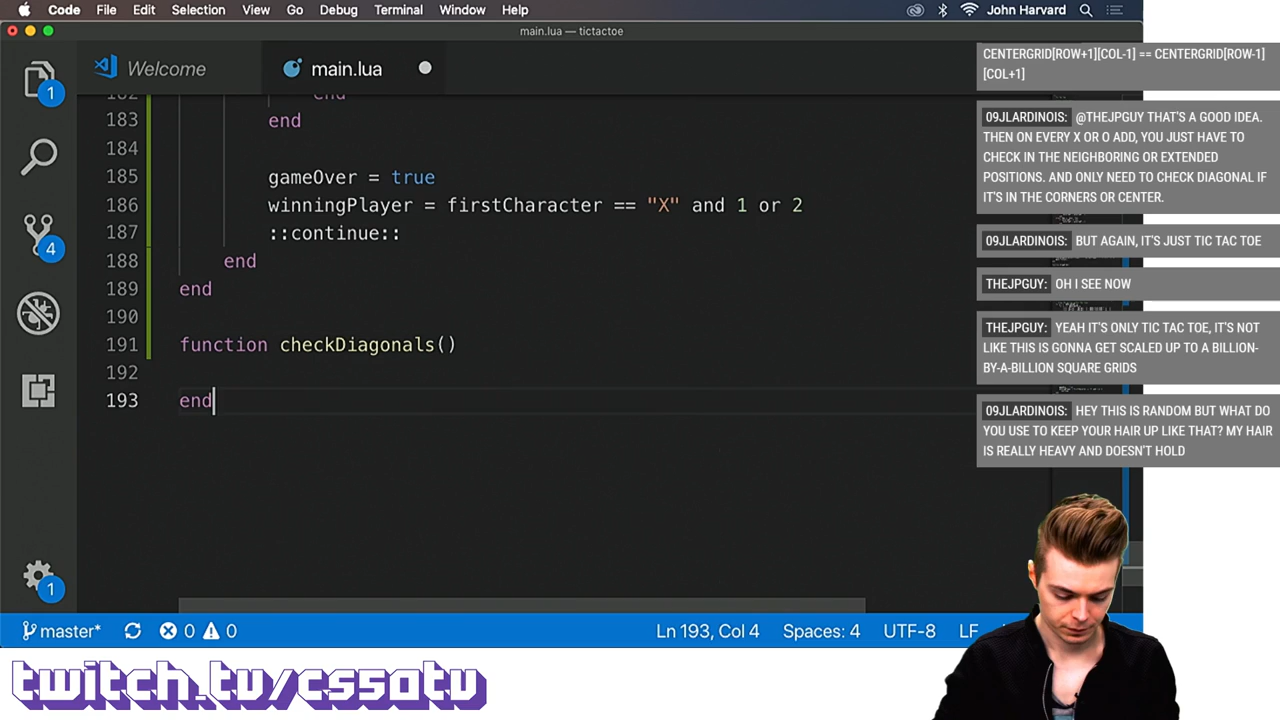 Code File Edit Selection View Go Debug Terminal Window Help John Harvard
main.lua — tictactoe
Welcome main.lua
1
4
1
182 end
183 end
184
185 gameOver = true
186 winningPlayer = firstCharacter == "X" and 1 or 2
187 ::continue::
188 end
189 end
190
191 function checkDiagonals()
192
193 end
master* 0 0 Ln 193, Col 4 Spaces: 4 UTF-8 LF
CENTERGRID[ROW+1][COL-1] == CENTERGRID[ROW-1]
[COL+1]
09JLARDINOIS: @THEJPGUY THAT'S A GOOD IDEA.
THEN ON EVERY X OR O ADD, YOU JUST HAVE TO
CHECK IN THE NEIGHBORING OR EXTENDED
POSITIONS. AND ONLY NEED TO CHECK DIAGONAL IF
IT'S IN THE CORNERS OR CENTER.
09JLARDINOIS: BUT AGAIN, IT'S JUST TIC TAC TOE
THEJPGUY: OH I SEE NOW
THEJPGUY: YEAH IT'S ONLY TIC TAC TOE, IT'S NOT
LIKE THIS IS GONNA GET SCALED UP TO A BILLION-
BY-A-BILLION SQUARE GRIDS
09JLARDINOIS: HEY THIS IS RANDOM BUT WHAT DO
YOU USE TO KEEP YOUR HAIR UP LIKE THAT? MY HAIR
IS REALLY HEAVY AND DOESN'T HOLD
twitch.tv/cs50tv